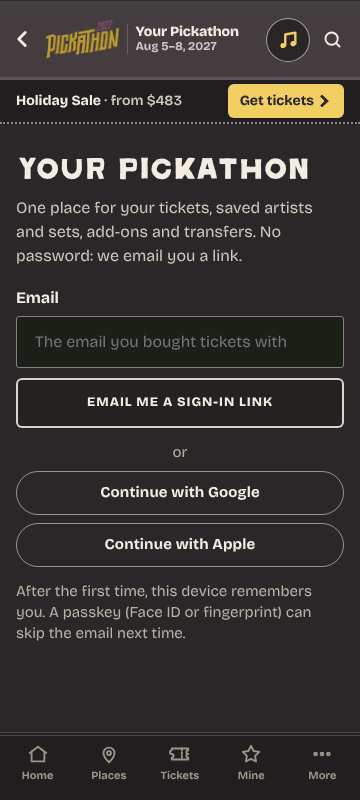 2027
PICKATHON
Your Pickathon
Aug 5–8, 2027
Holiday Sale · from $483
Get tickets
YOUR PICKATHON
One place for your tickets, saved artists
and sets, add-ons and transfers. No
password: we email you a link.
Email
The email you bought tickets with
EMAIL ME A SIGN-IN LINK
or
Continue with Google
Continue with Apple
After the first time, this device remembers
you. A passkey (Face ID or fingerprint) can
skip the email next time.
Home
Places
Tickets
Mine
More